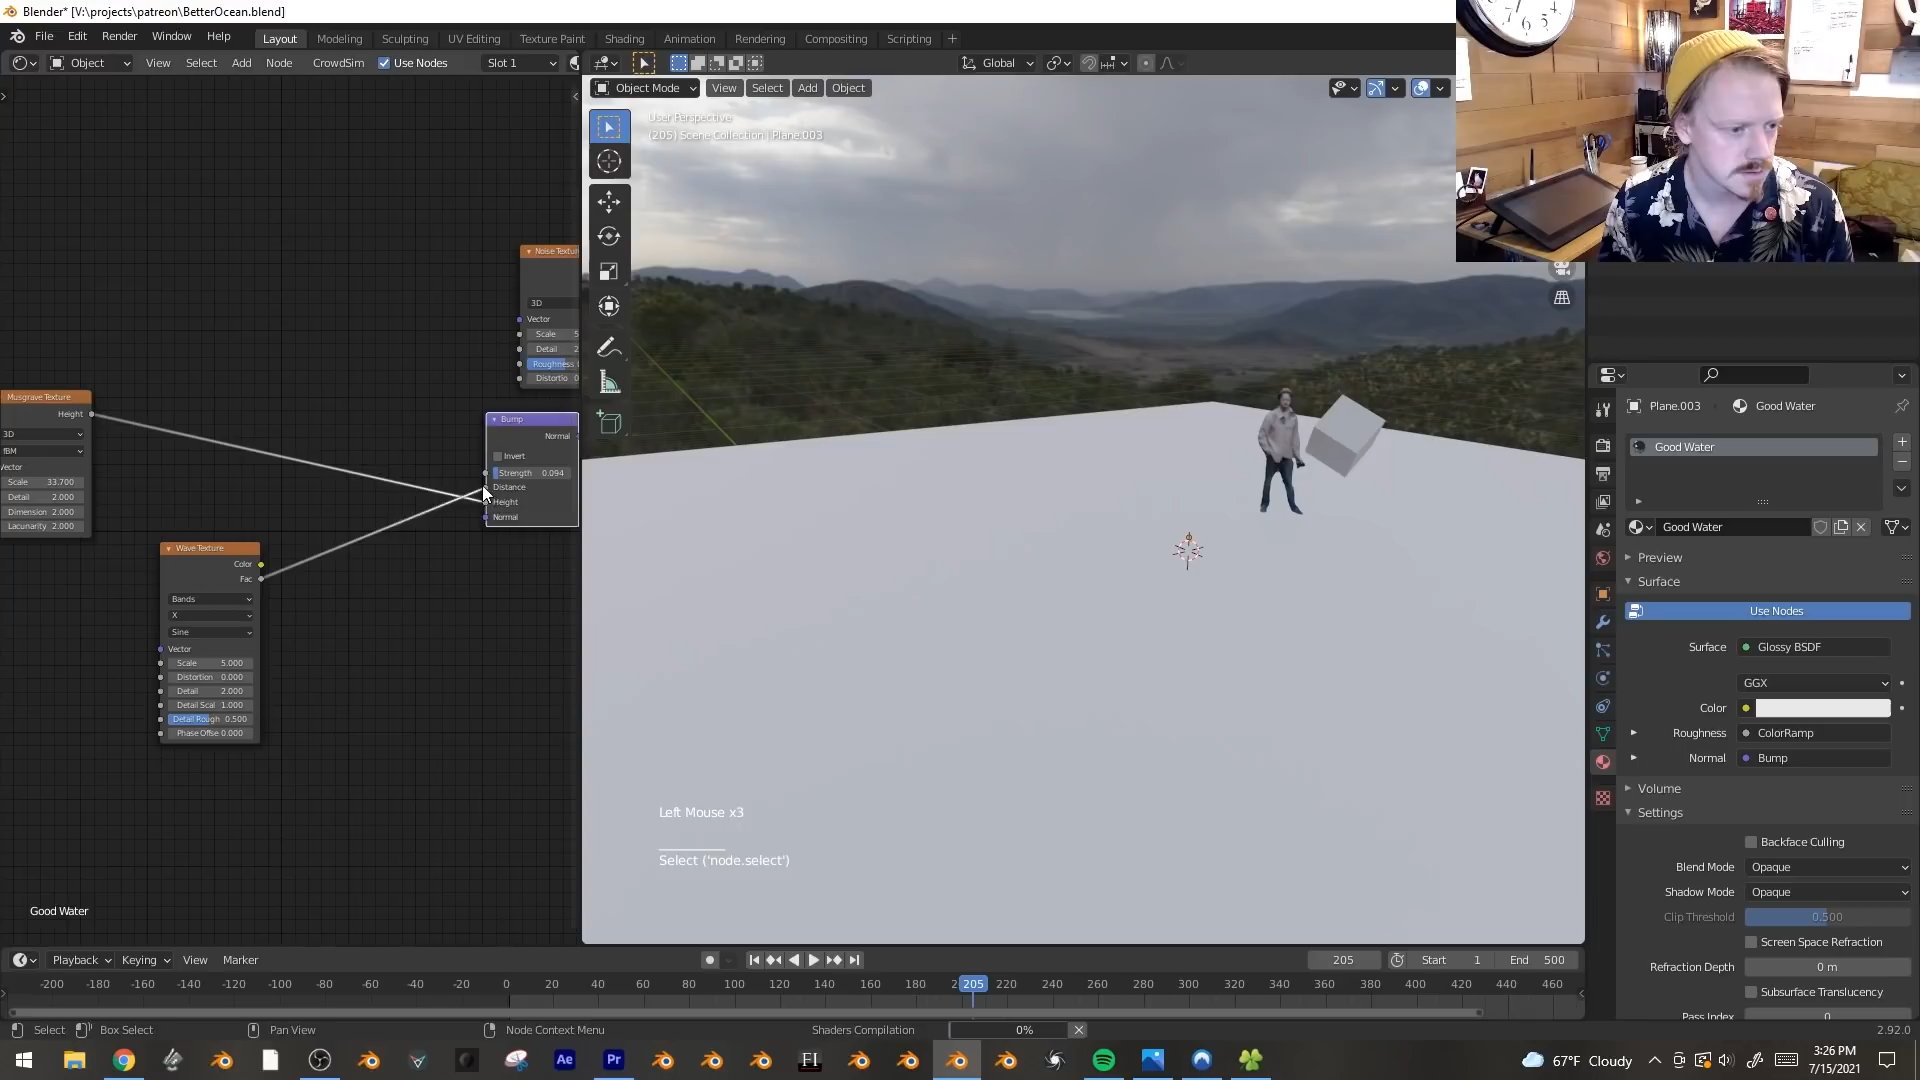 Blender* [V:\projects\patreon\BetterOcean.blend]
File Edit Render Window Help
Layout Modeling Sculpting UV Editing Texture Paint Shading Animation Rendering Compositing Scripting
Object View Select Add Node CrowdSim Use Nodes Slot 1
Global
Object Mode View Select Add Object
User Perspective
(205) Scene Collection | Plane.003
Noise Textur
3D
Vector
Scale 5
Detail 2
Roughness
Distortio 0
Musgrave Texture
Height
3D
fBM
Vector
Scale 33.700
Detail 2.000
Dimension 2.000
Lacunarity 2.000
Bump
Normal
Invert
Strength 0.094
Distance
Height
Normal
Wave Texture
Color
Fac
Bands
X
Sine
Vector
Scale 5.000
Distortion 0.000
Detail 2.000
Detail Scal 1.000
Detail Rough 0.500
Phase Offse 0.000
Good Water
Left Mouse x3
Select ('node.select')
Plane.003 Good Water
Good Water
Good Water
Preview
Surface
Use Nodes
Surface Glossy BSDF
GGX
Color
Roughness ColorRamp
Normal Bump
Volume
Settings
Backface Culling
Blend Mode Opaque
Shadow Mode Opaque
Clip Threshold 0.500
Screen Space Refraction
Refraction Depth 0 m
Subsurface Translucency
Pass Index 0
Playback Keying View Marker
205 Start 1 End 500
-200 -180 -160 -140 -120 -100 -80 -60 -40 -20 0 20 40 60 80 100 120 140 160 180 2 205 220 240 260 280 300 320 340 360 380 400 420 440 460
Select Box Select Pan View Node Context Menu Shaders Compilation 0% 2.92.0
Ae Pr
67°F Cloudy
3:26 PM
7/15/2021